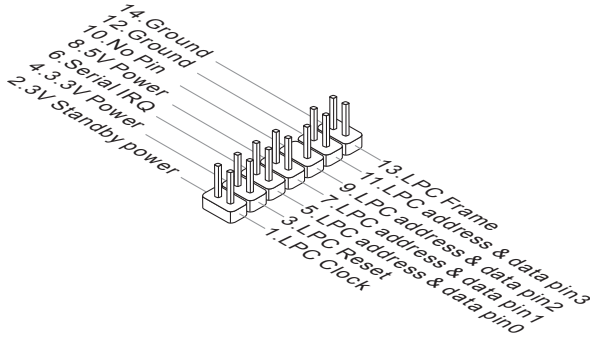 14.Ground
12.Ground
10.No Pin
8.5V Power
6.Serial IRQ
4.3.3V Power
2.3V Standby power
13.LPC Frame
11.LPC address & data pin3
9.LPC address & data pin2
7.LPC address & data pin1
5.LPC address & data pin0
3.LPC Reset
1.LPC Clock